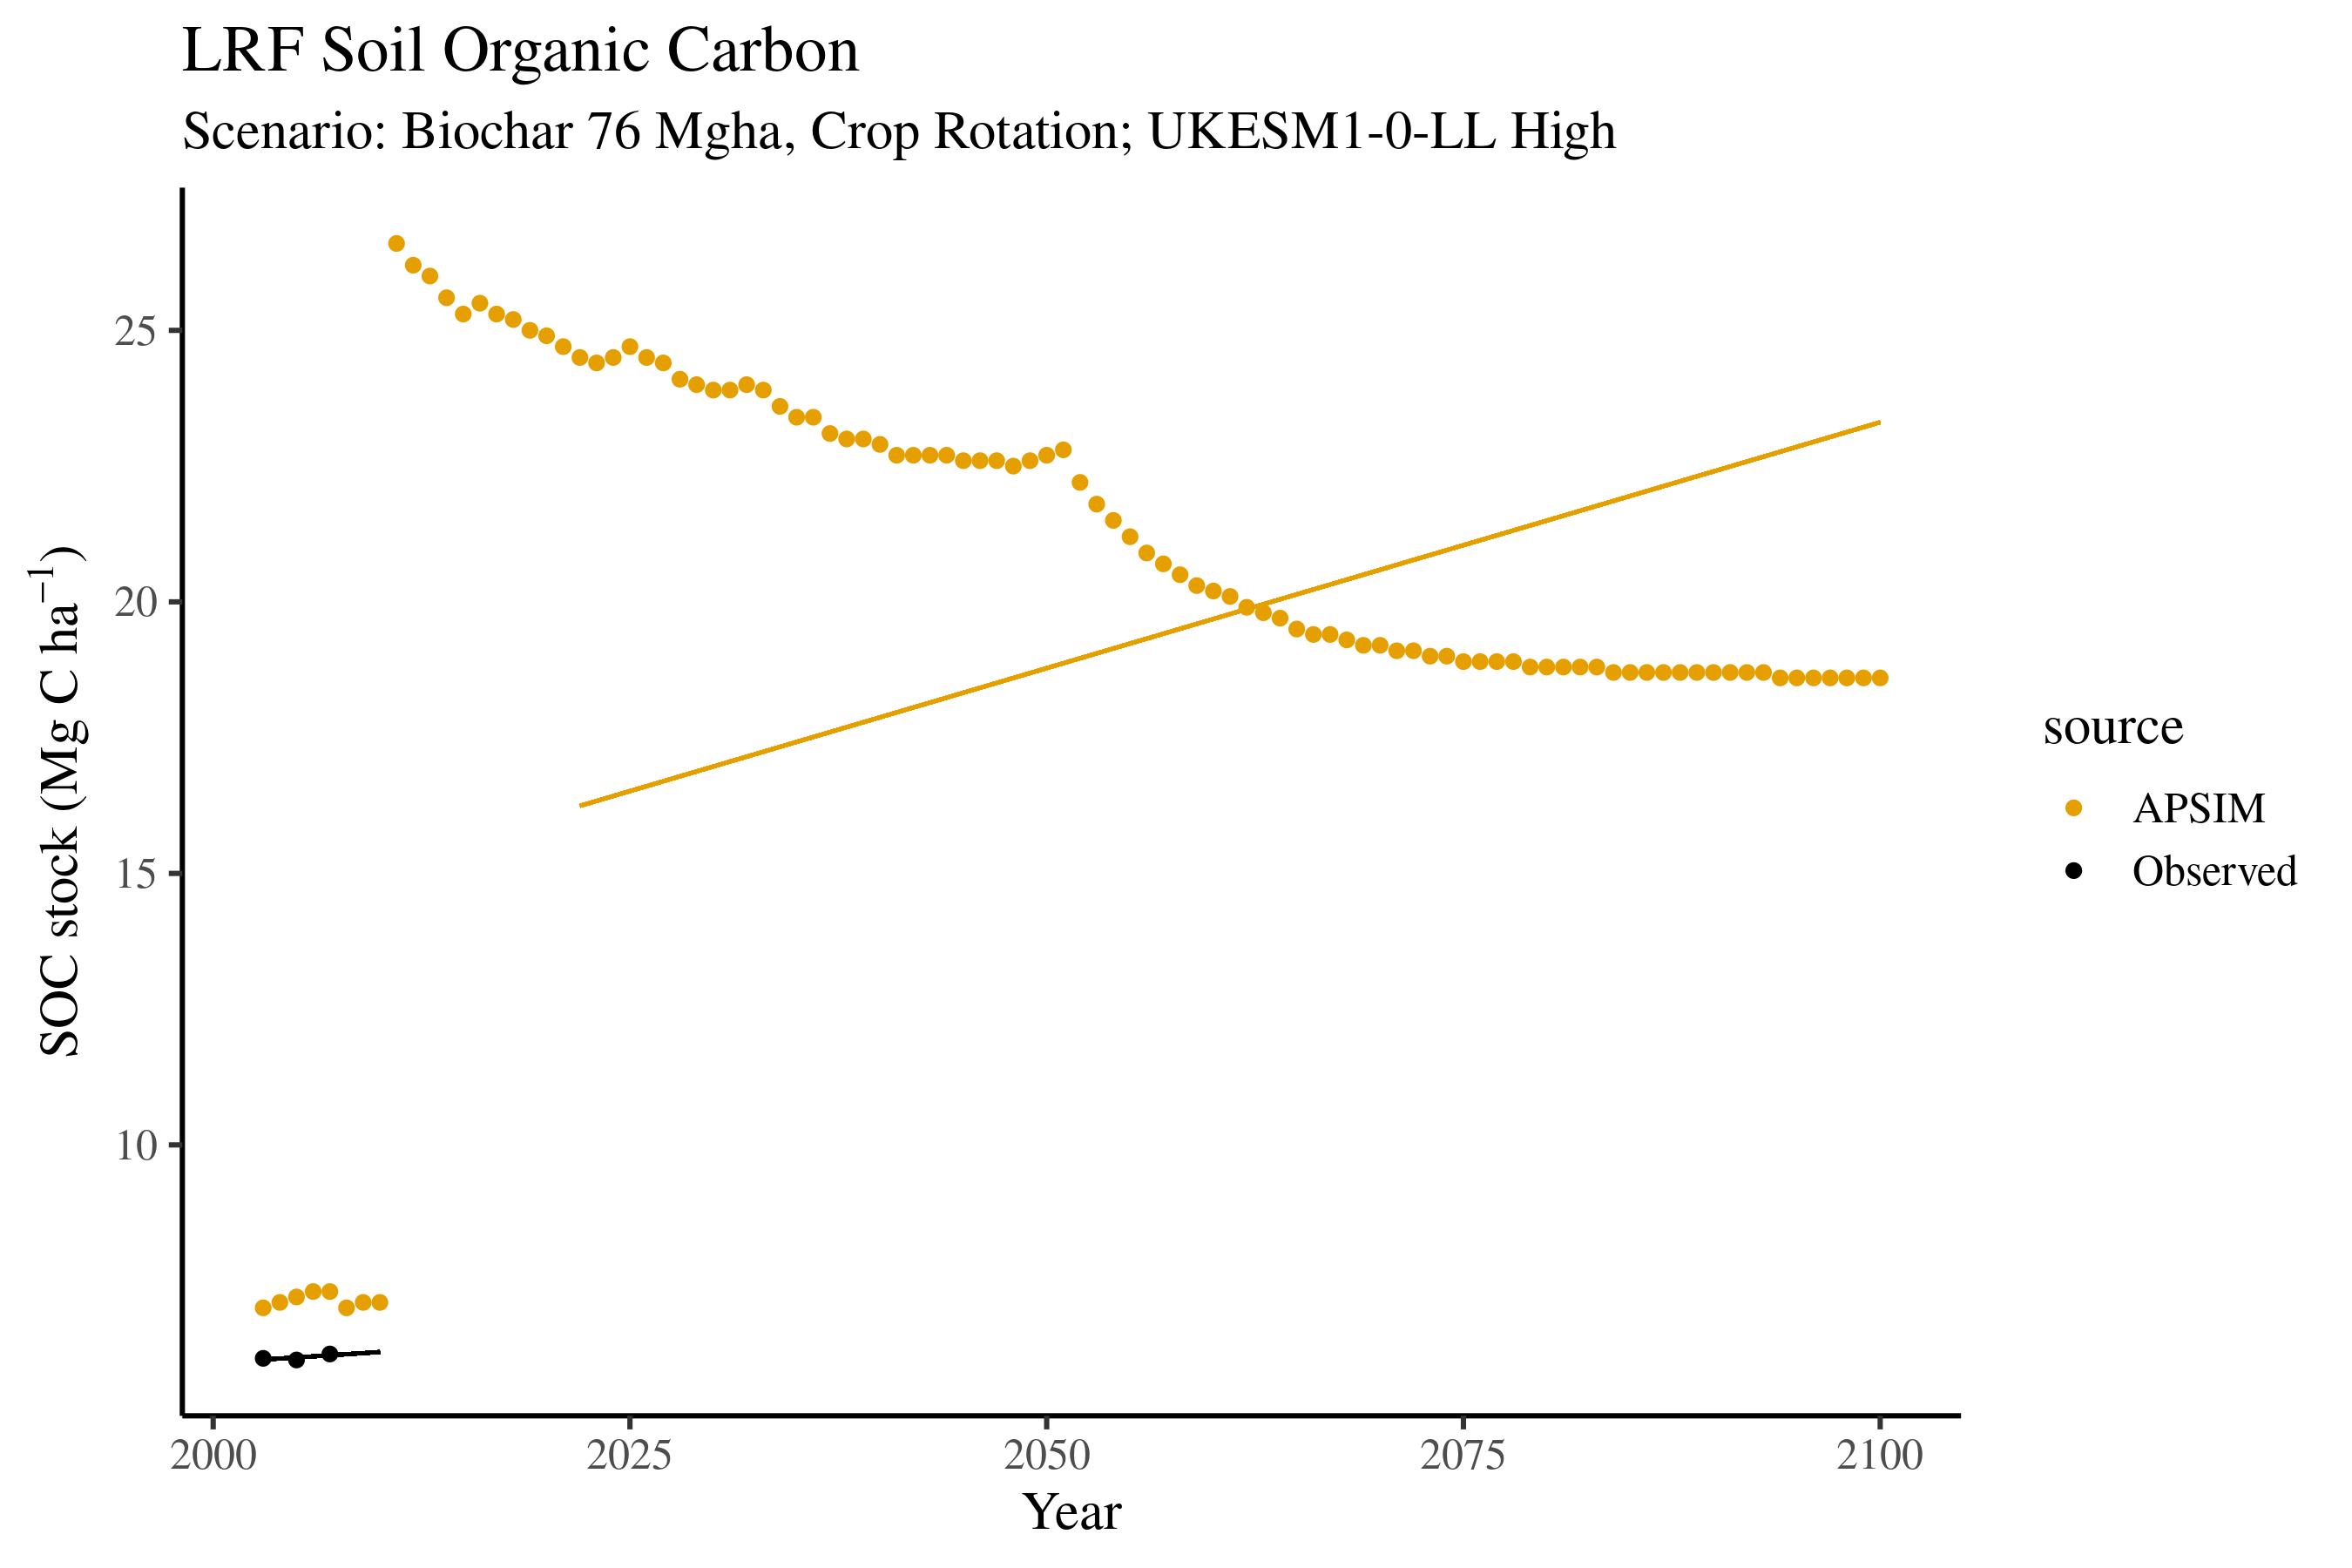 LRF Soil Organic Carbon
Scenario: Biochar 76 Mgha, Crop Rotation; UKESM1-0-LL High
SOC stock (Mg C ha⁻¹)
25
20
15
10
2000 2025 2050 2075 2100
Year
source
APSIM
Observed